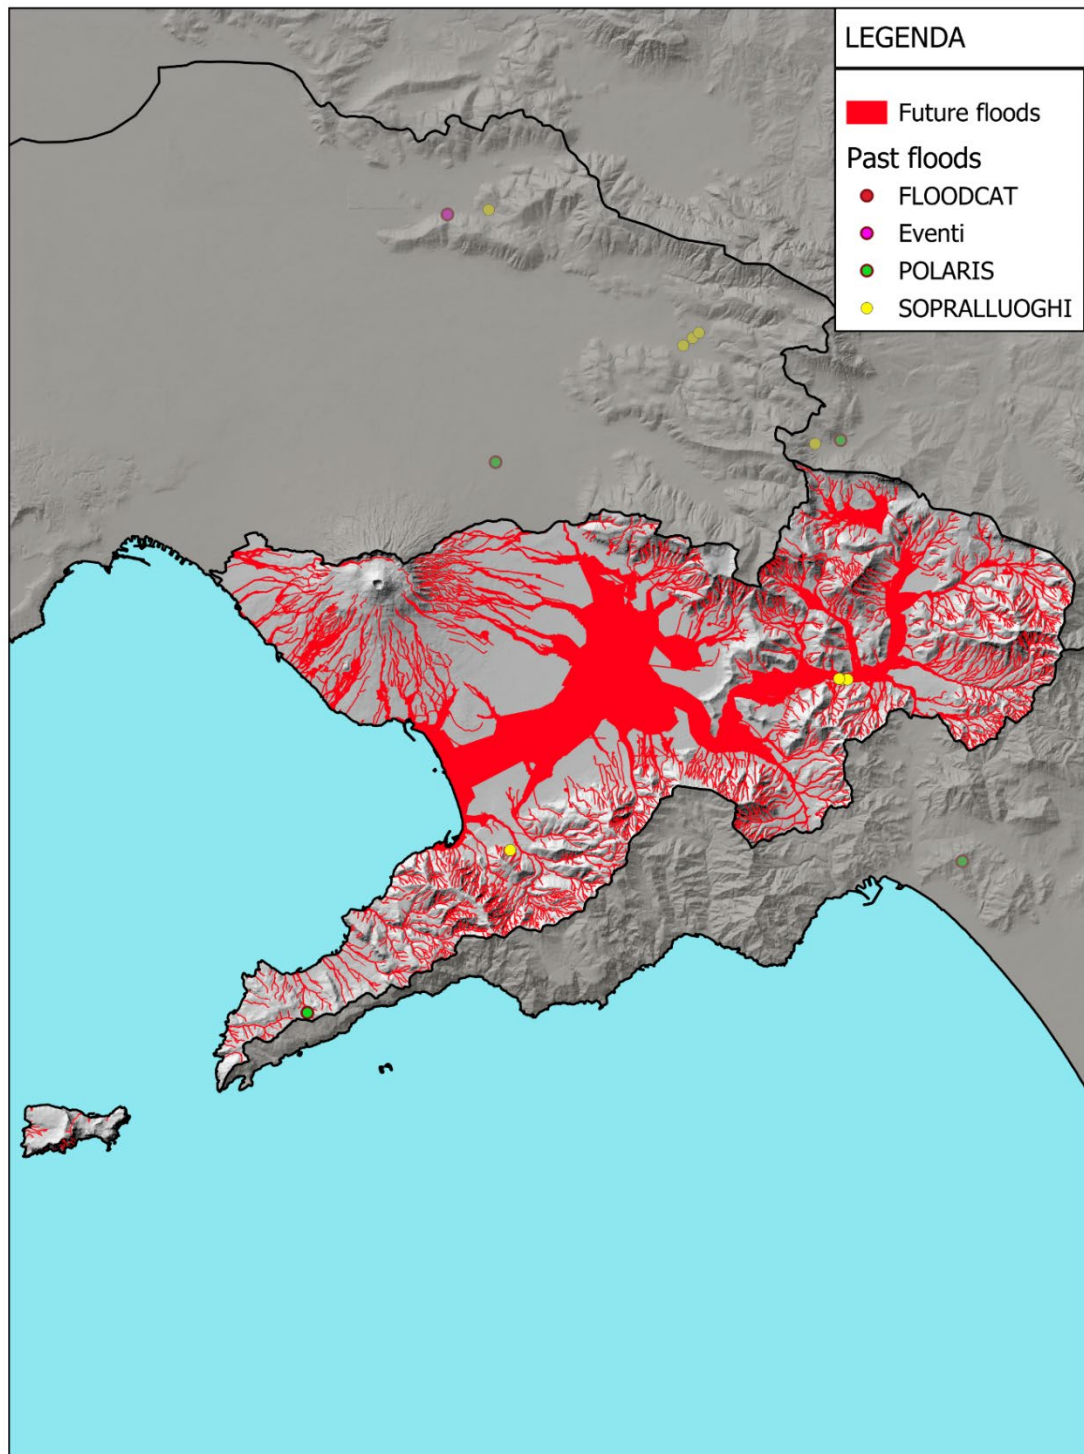 LEGENDA
Future floods
Past floods
FLOODCAT
Eventi
POLARIS
SOPRALLUOGHI